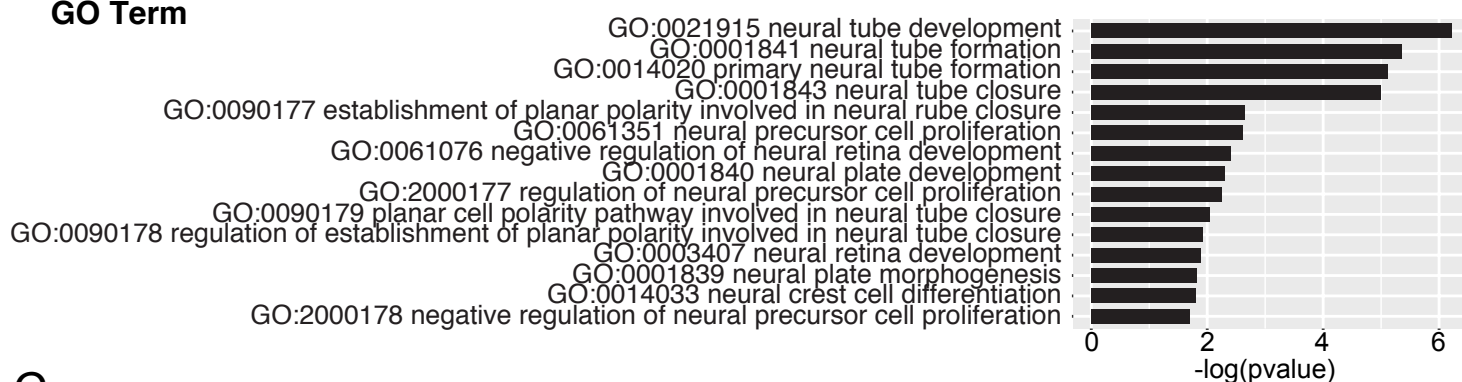 GO Term
GO:0021915 neural tube development
GO:0001841 neural tube formation
GO:0014020 primary neural tube formation
GO:0001843 neural tube closure
GO:0090177 establishment of planar polarity involved in neural rube closure
GO:0061351 neural precursor cell proliferation
GO:0061076 negative regulation of neural retina development
GO:0001840 neural plate development
GO:2000177 regulation of neural precursor cell proliferation
GO:0090179 planar cell polarity pathway involved in neural tube closure
GO:0090178 regulation of establishment of planar polarity involved in neural tube closure
GO:0003407 neural retina development
GO:0001839 neural plate morphogenesis
GO:0014033 neural crest cell differentiation
GO:2000178 negative regulation of neural precursor cell proliferation
0 2 4 6
-log(pvalue)